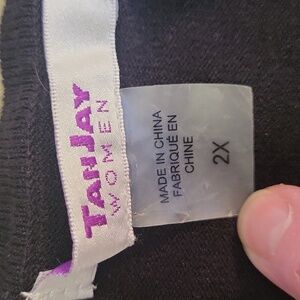 TANJAY
WOMEN
MADE IN CHINA
FABRIQUÉ EN
CHINE
2X